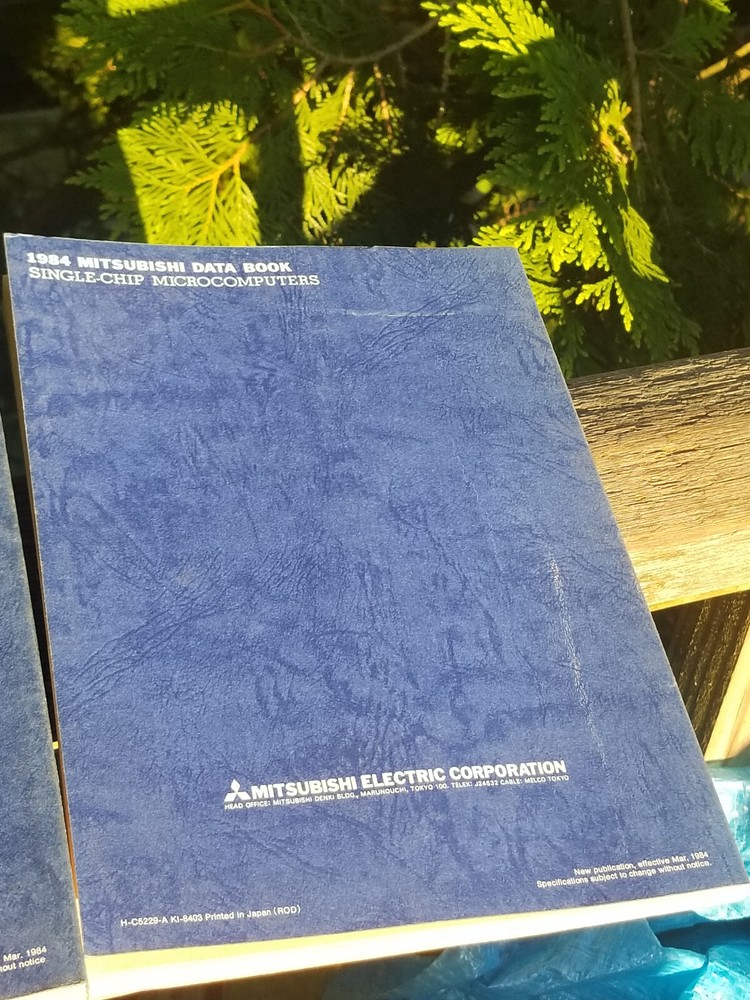 1984 MITSUBISHI DATA BOOK
SINGLE-CHIP MICROCOMPUTERS
MITSUBISHI ELECTRIC CORPORATION
HEAD OFFICE: MITSUBISHI DENKI BLDG., MARUNOUCHI, TOKYO 100. TELEX: J24532 CABLE: MELCO TOKYO
New publication, effective Mar. 1984
Specifications subject to change without notice.
H-C5229-A KI-8403 Printed in Japan (ROD)
Mar. 1984
out notice